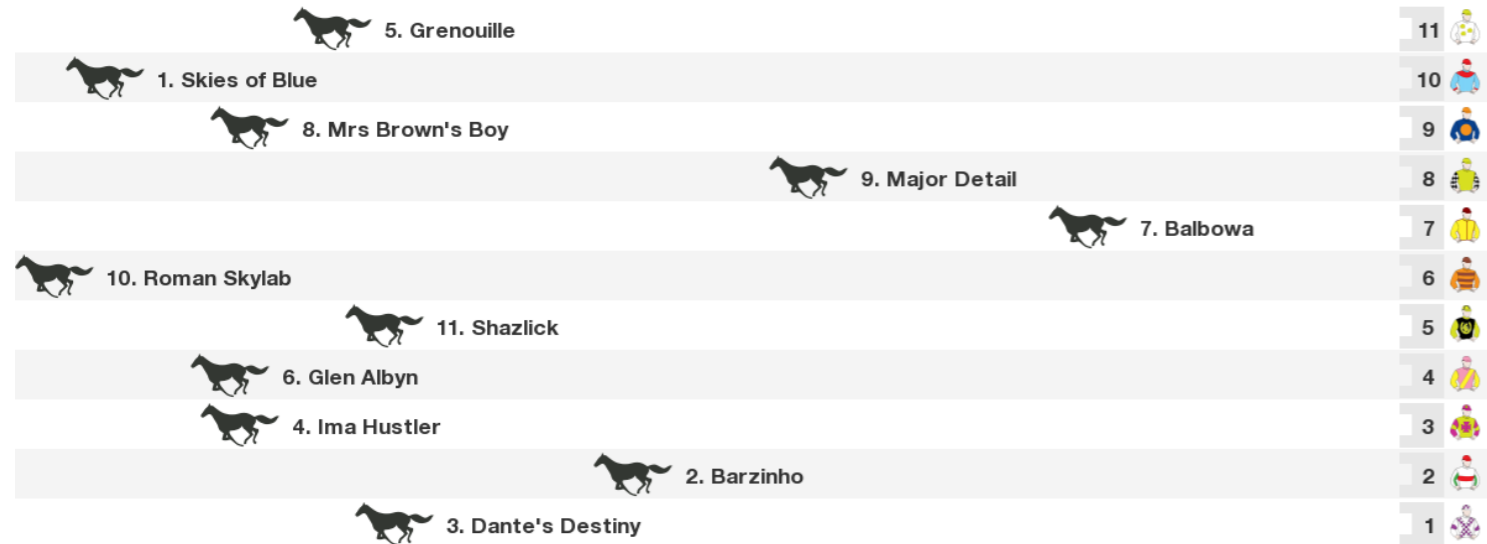 5. Grenouille 11
1. Skies of Blue 10
8. Mrs Brown's Boy 9
9. Major Detail 8
7. Balbowa 7
10. Roman Skylab 6
11. Shazlick 5
6. Glen Albyn 4
4. Ima Hustler 3
2. Barzinho 2
3. Dante's Destiny 1